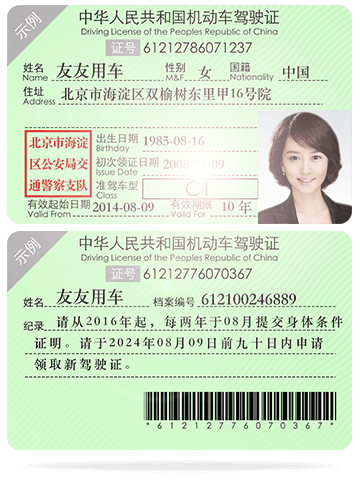 示例
中华人民共和国机动车驾驶证
Driving License of the Peoples Republic of China
证号 61212786071237
姓名 友友用车 性别 女 国籍 中国
Name M&F Nationality
住址 北京市海淀区双榆树东里甲16号院
Address
北京市海淀
区公安局交
通警察支队
出生日期 1985-08-16
Birthday
初次领证日期 2008-09-09
Issue Date
准驾车型 C1
Class
有效起始日期 2014-08-09 有效期限 10 年
Valid From Valid For
示例
中华人民共和国机动车驾驶证
Driving License of the Peoples Republic of China
证号 61212776070367
姓名 友友用车 档案编号 612100246889
纪录 请从2016年起，每两年于08月提交身体条件
证明。请于2024年08月09日前九十日内申请
领取新驾驶证。
*61212776070367*